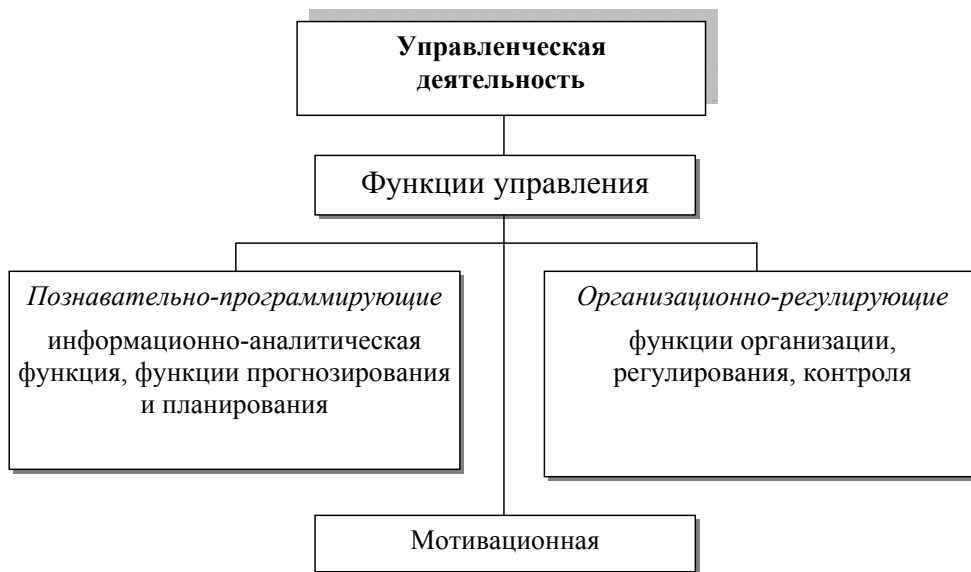 Управленческая
деятельность
Функции управления
Познавательно-программирующие
информационно-аналитическая
функция, функции прогнозирования
и планирования
Организационно-регулирующие
функции организации,
регулирования, контроля
Мотивационная